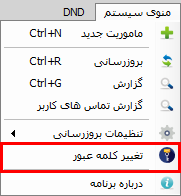 منوی سیستم DND
ماموریت جدید Ctrl+N
بروزرسانی Ctrl+R
گزارش Ctrl+G
گزارش تماس های کاربر
تنظیمات بروزرسانی
تغییر کلمه عبور
درباره برنامه